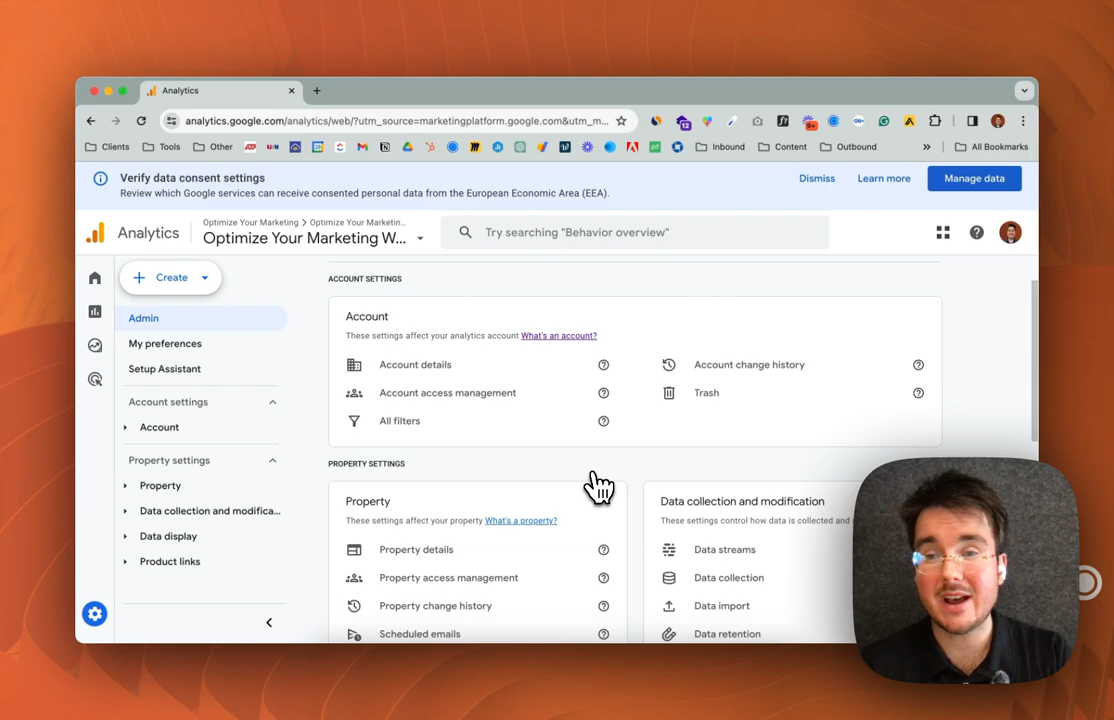 Analytics
analytics.google.com/analytics/web/?utm_source=marketingplatform.google.com&utm_m...
Clients
Tools
Other
Inbound
Content
Outbound
All Bookmarks
Verify data consent settings
Review which Google services can receive consented personal data from the European Economic Area (EEA).
Dismiss
Learn more
Manage data
Analytics
Optimize Your Marketing > Optimize Your Marketin...
Optimize Your Marketing W...
Try searching "Behavior overview"
Create
Admin
My preferences
Setup Assistant
Account settings
Account
Property settings
Property
Data collection and modifica...
Data display
Product links
ACCOUNT SETTINGS
Account
These settings affect your analytics account What's an account?
Account details
Account access management
All filters
Account change history
Trash
PROPERTY SETTINGS
Property
These settings affect your property What's a property?
Property details
Property access management
Property change history
Scheduled emails
Data collection and modification
These settings control how data is collected and
Data streams
Data collection
Data import
Data retention